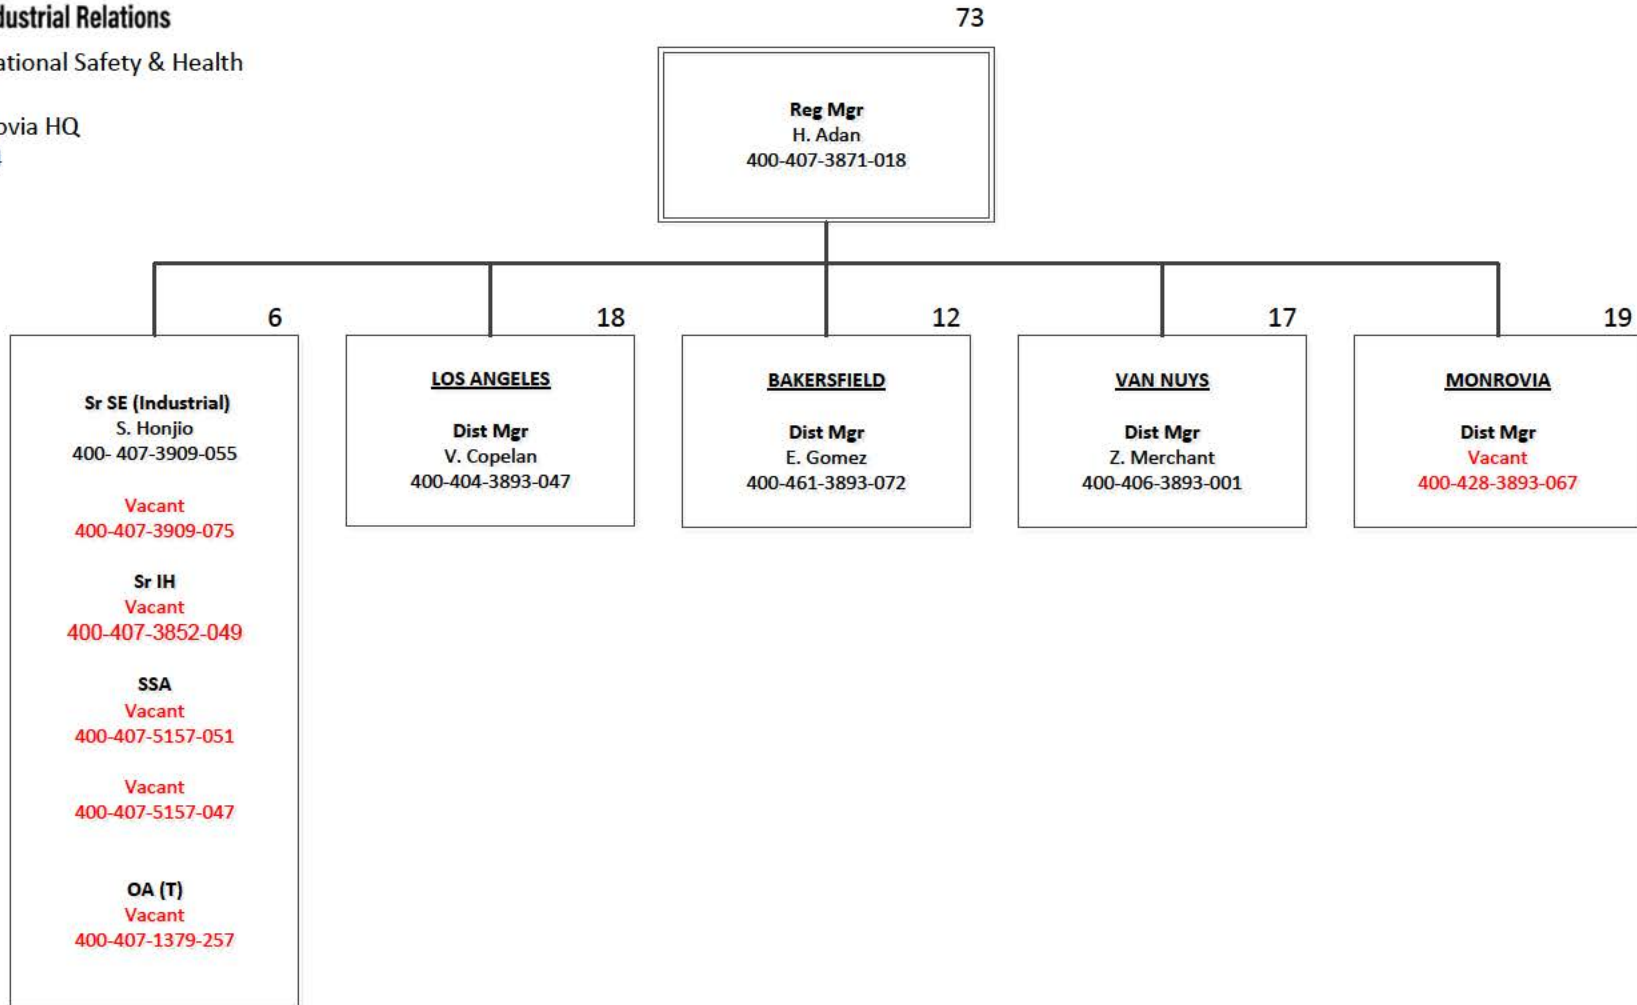 dustrial Relations
ational Safety & Health
ovia HQ
73
Reg Mgr
H. Adan
400-407-3871-018
6
Sr SE (Industrial)
S. Honjio
400- 407-3909-055
Vacant
400-407-3909-075
Sr IH
Vacant
400-407-3852-049
SSA
Vacant
400-407-5157-051
Vacant
400-407-5157-047
OA (T)
Vacant
400-407-1379-257
18
LOS ANGELES
Dist Mgr
V. Copelan
400-404-3893-047
12
BAKERSFIELD
Dist Mgr
E. Gomez
400-461-3893-072
17
VAN NUYS
Dist Mgr
Z. Merchant
400-406-3893-001
19
MONROVIA
Dist Mgr
Vacant
400-428-3893-067